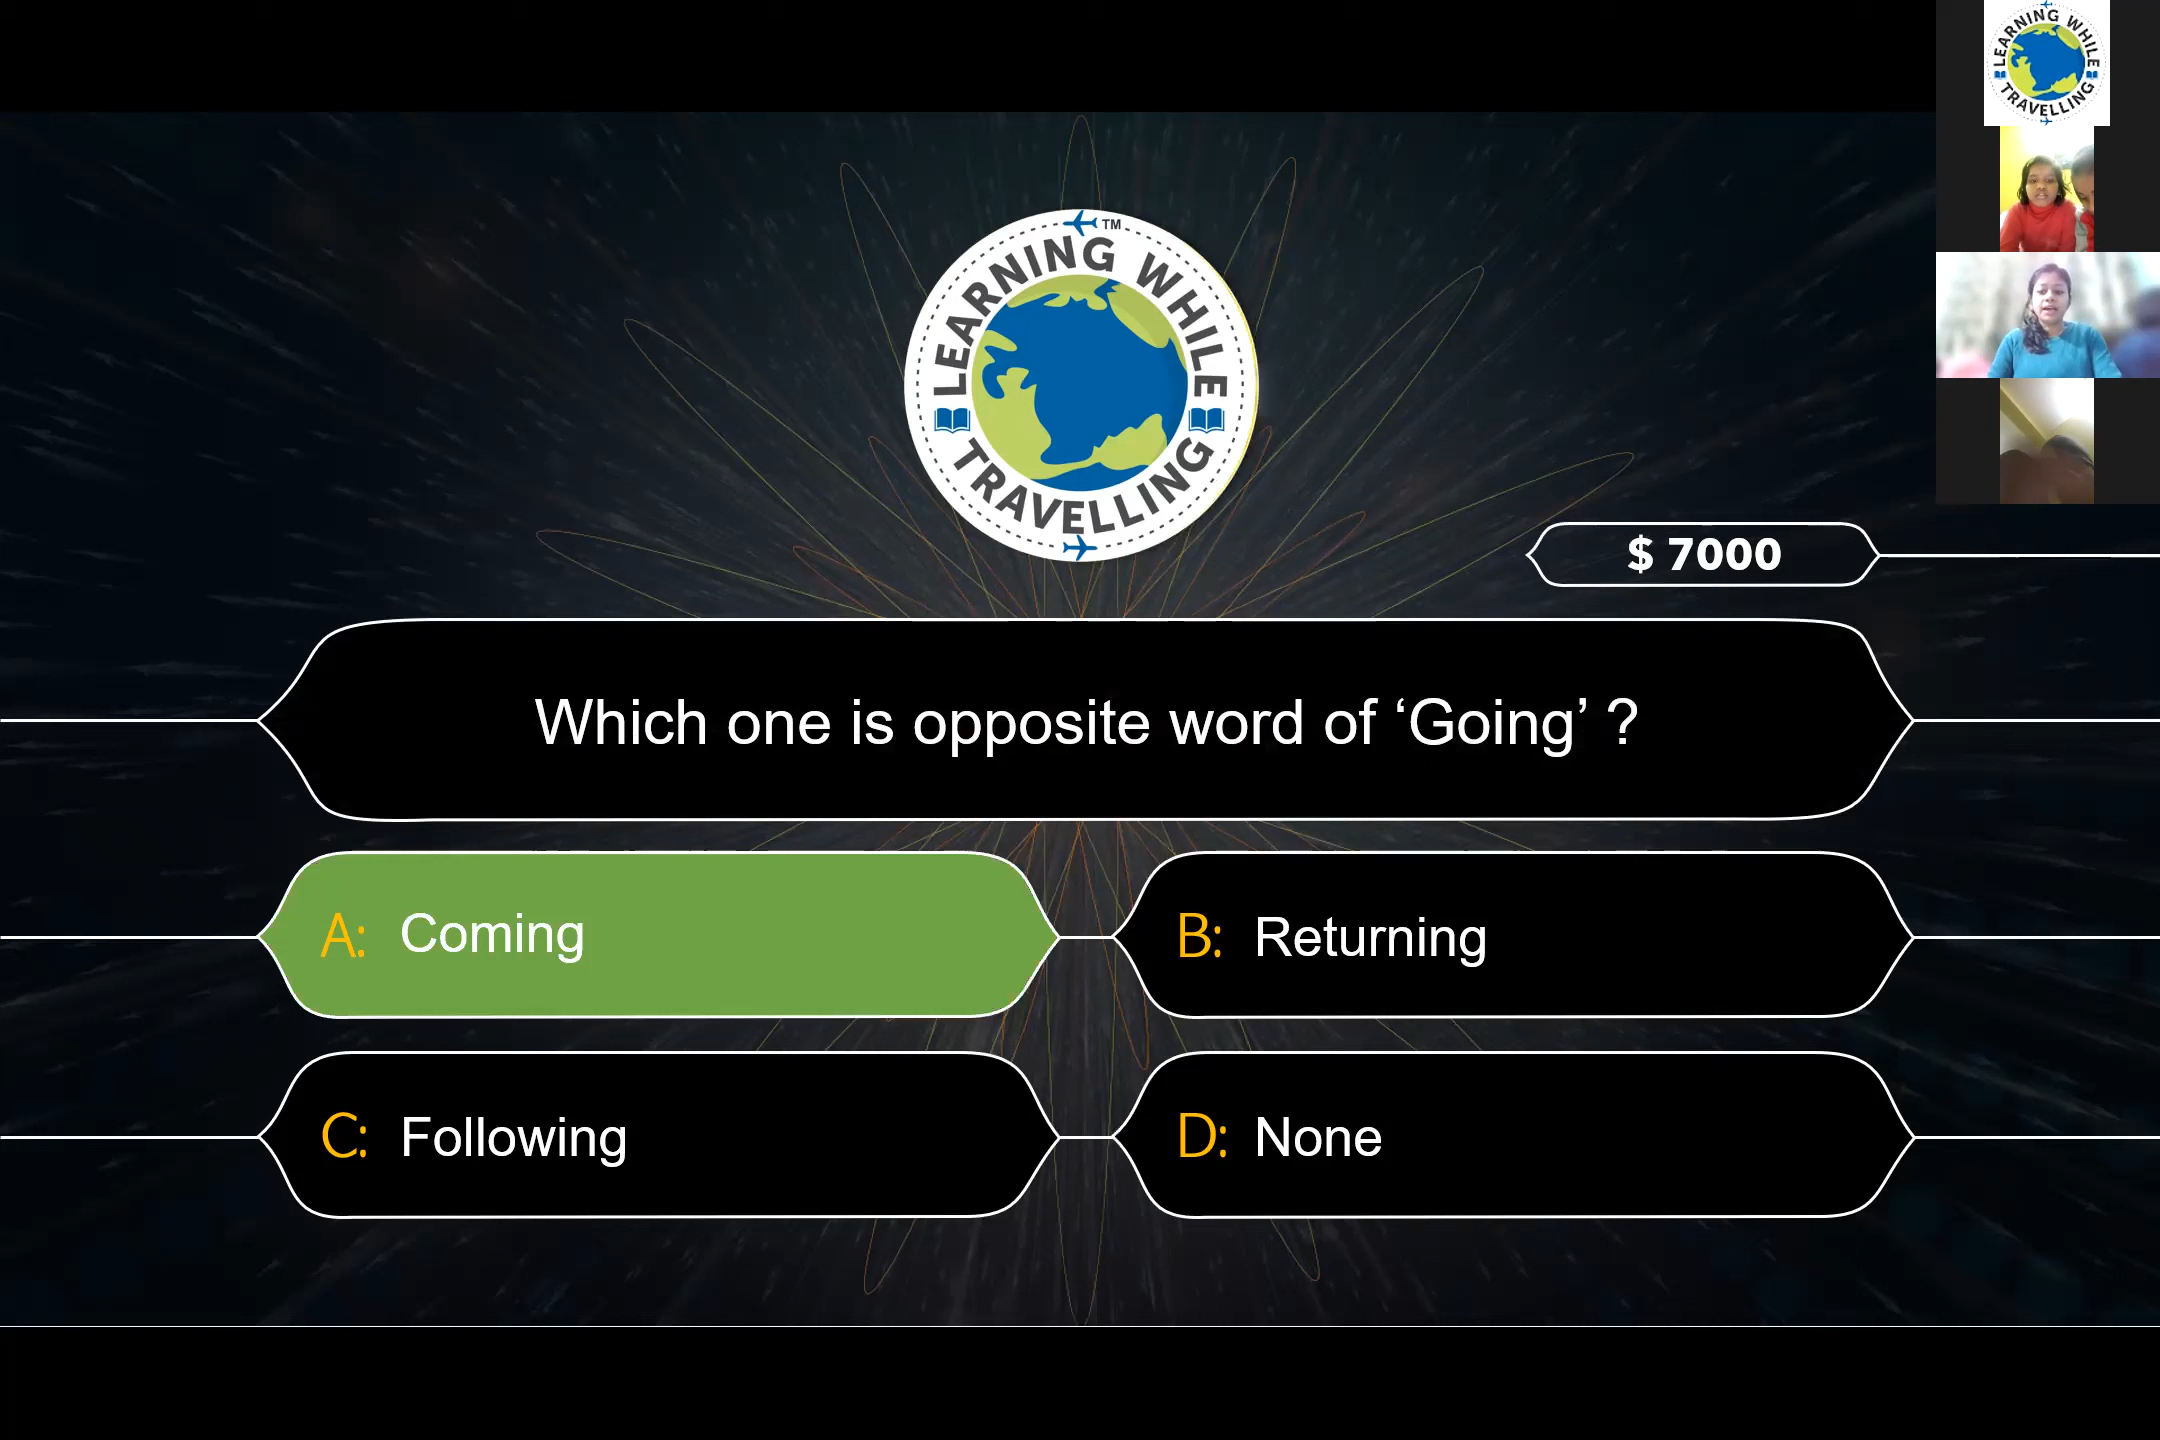 LEARNING WHILE
TRAVELLING
TM
LEARNING WHILE
TRAVELLING
$ 7000
Which one is opposite word of ‘Going’ ?
A: Coming
B: Returning
C: Following
D: None